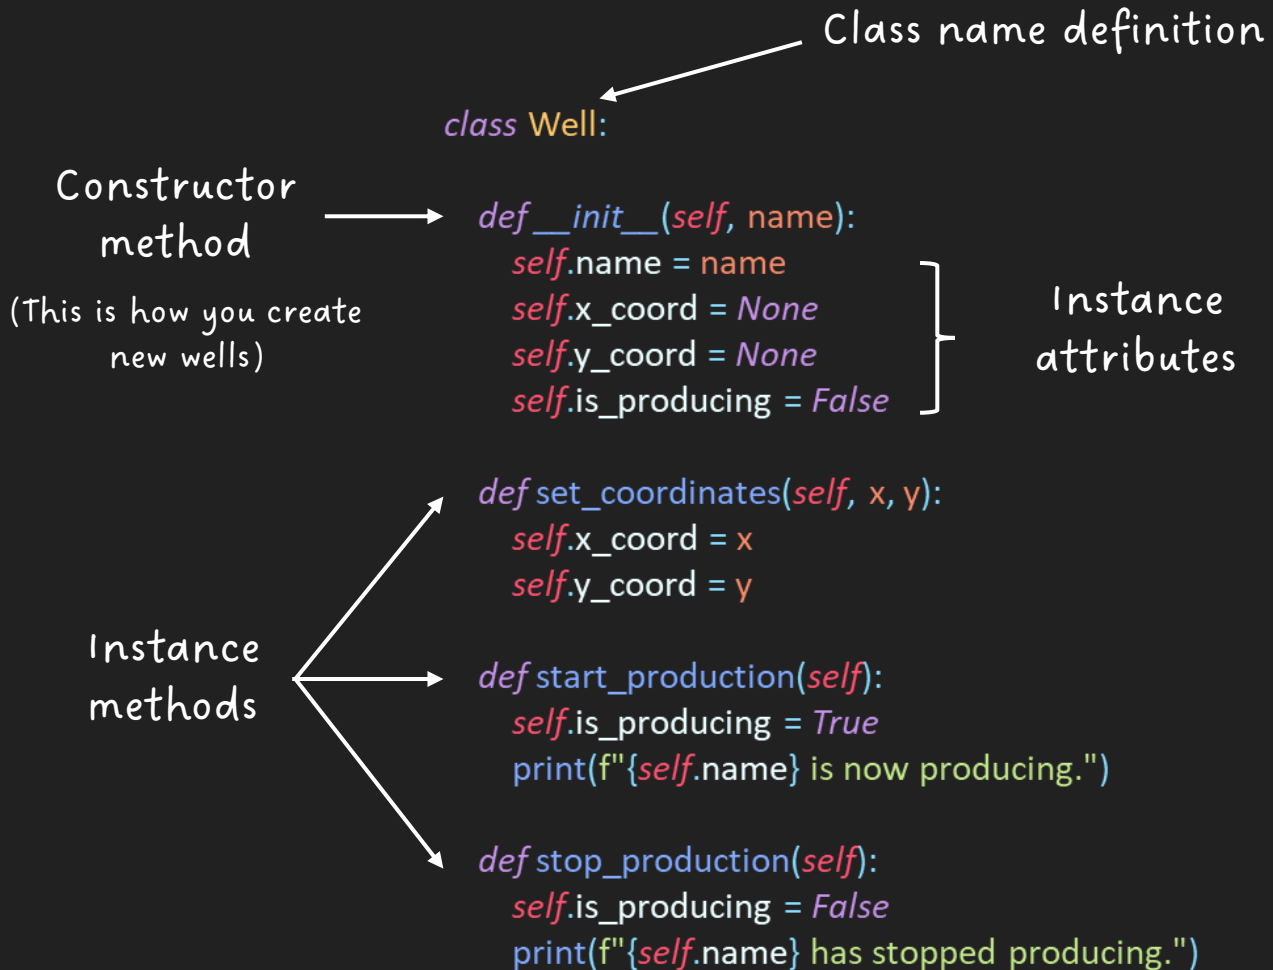 Class name definition
class Well:
Constructor
method
(This is how you create
new wells)
def __init__(self, name):
self.name = name
self.x_coord = None
self.y_coord = None
self.is_producing = False
Instance
attributes
def set_coordinates(self, x, y):
self.x_coord = x
self.y_coord = y
Instance
methods
def start_production(self):
self.is_producing = True
print(f"{self.name} is now producing.")
def stop_production(self):
self.is_producing = False
print(f"{self.name} has stopped producing.")